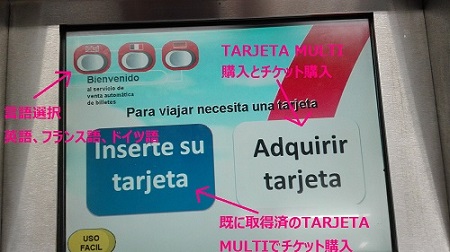 TARJETA MULTI
購入とチケット購入
Bienvenido
al servicio de
venta automática
de billetes
言語選択
英語、フランス語、ドイツ語
Para viajar necesita una tarjeta
Inserte su
tarjeta
Adquirir
tarjeta
既に取得済のTARJETA
MULTIでチケット購入
USO
FACIL